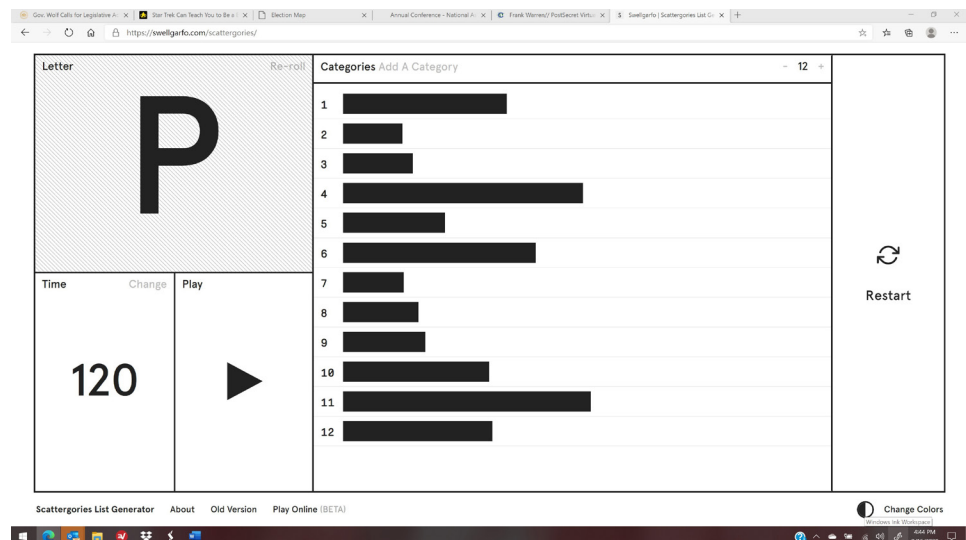 Gov. Wolf Calls for Legislative Ac
Star Trek Can Teach You to Be a
Election Map
Annual Conference - National A
Frank Warren// PostSecret Virtu
Swellgarfo | Scattergories List Ge
https://swellgarfo.com/scattergories/
Letter
Re-roll
P
Categories Add A Category
- 12 +
1
2
3
4
5
6
7
8
9
10
11
12
Time
Change
120
Play
Restart
Scattergories List Generator
About
Old Version
Play Online (BETA)
Change Colors
Windows Ink Workspace
4:44 PM